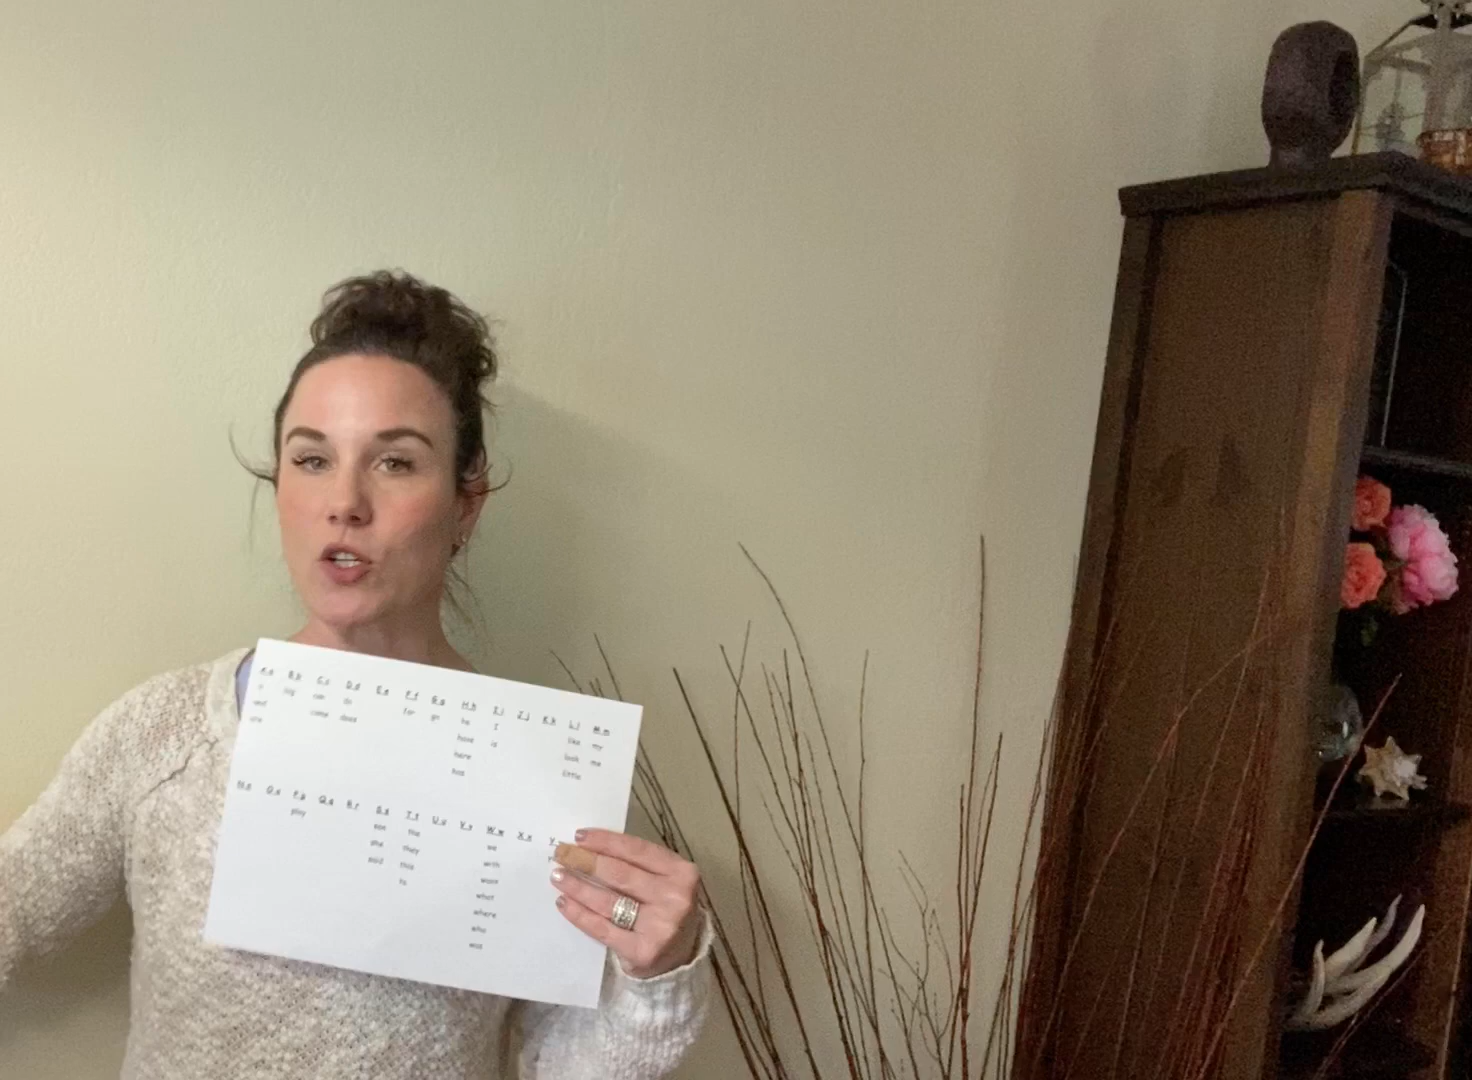 Aa Bb Cc Dd Ee Ff Gg Hh Ii Jj Kk Ll Mm
a big can do for go he I like my
and come does have is look me
are here little
has
Nn Oo Pp Qq Rr Ss Tt Uu Vv Ww Xx
play see the we
she they with
said this want
to what
where
who
was